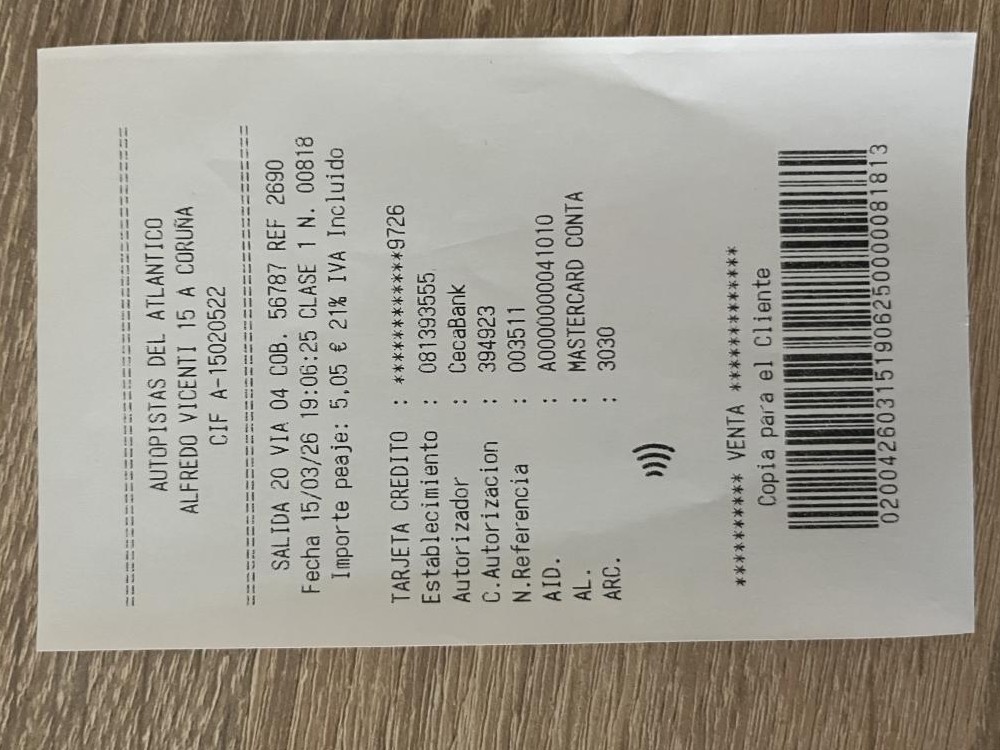 ================================
AUTOPISTAS DEL ATLANTICO
ALFREDO VICENTI 15 A CORUÑA
CIF A-15020522
================================
SALIDA 20 VIA 04 COB. 56787 REF 2690
Fecha 15/03/26 19:06:25 CLASE 1 N. 00818
Importe peaje: 5,05 € 21% IVA Incluido
TARJETA CREDITO : ************9726
Establecimiento : 081393555
Autorizador : CecaBank
C.Autorizacion : 394923
N.Referencia : 003511
AID. : A0000000041010
AL. : MASTERCARD CONTA
ARC. : 3030
*********** VENTA **************
Copia para el Cliente
020042603151906250000081813